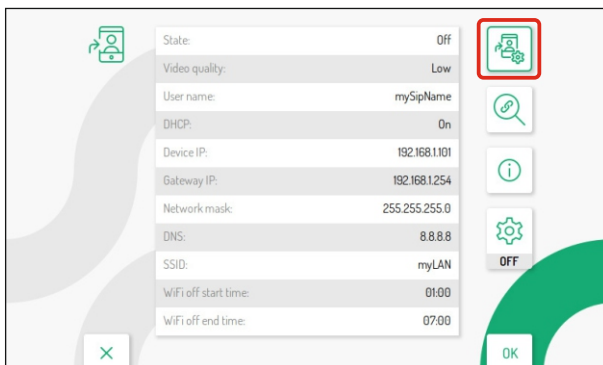 State: Off
Video quality: Low
User name: mySipName
DHCP: On
Device IP: 192.168.1.101
Gateway IP: 192.168.1.254
Network mask: 255.255.255.0
DNS: 8.8.8.8
SSID: myLAN
WiFi off start time: 01:00
WiFi off end time: 07:00
OFF
OK